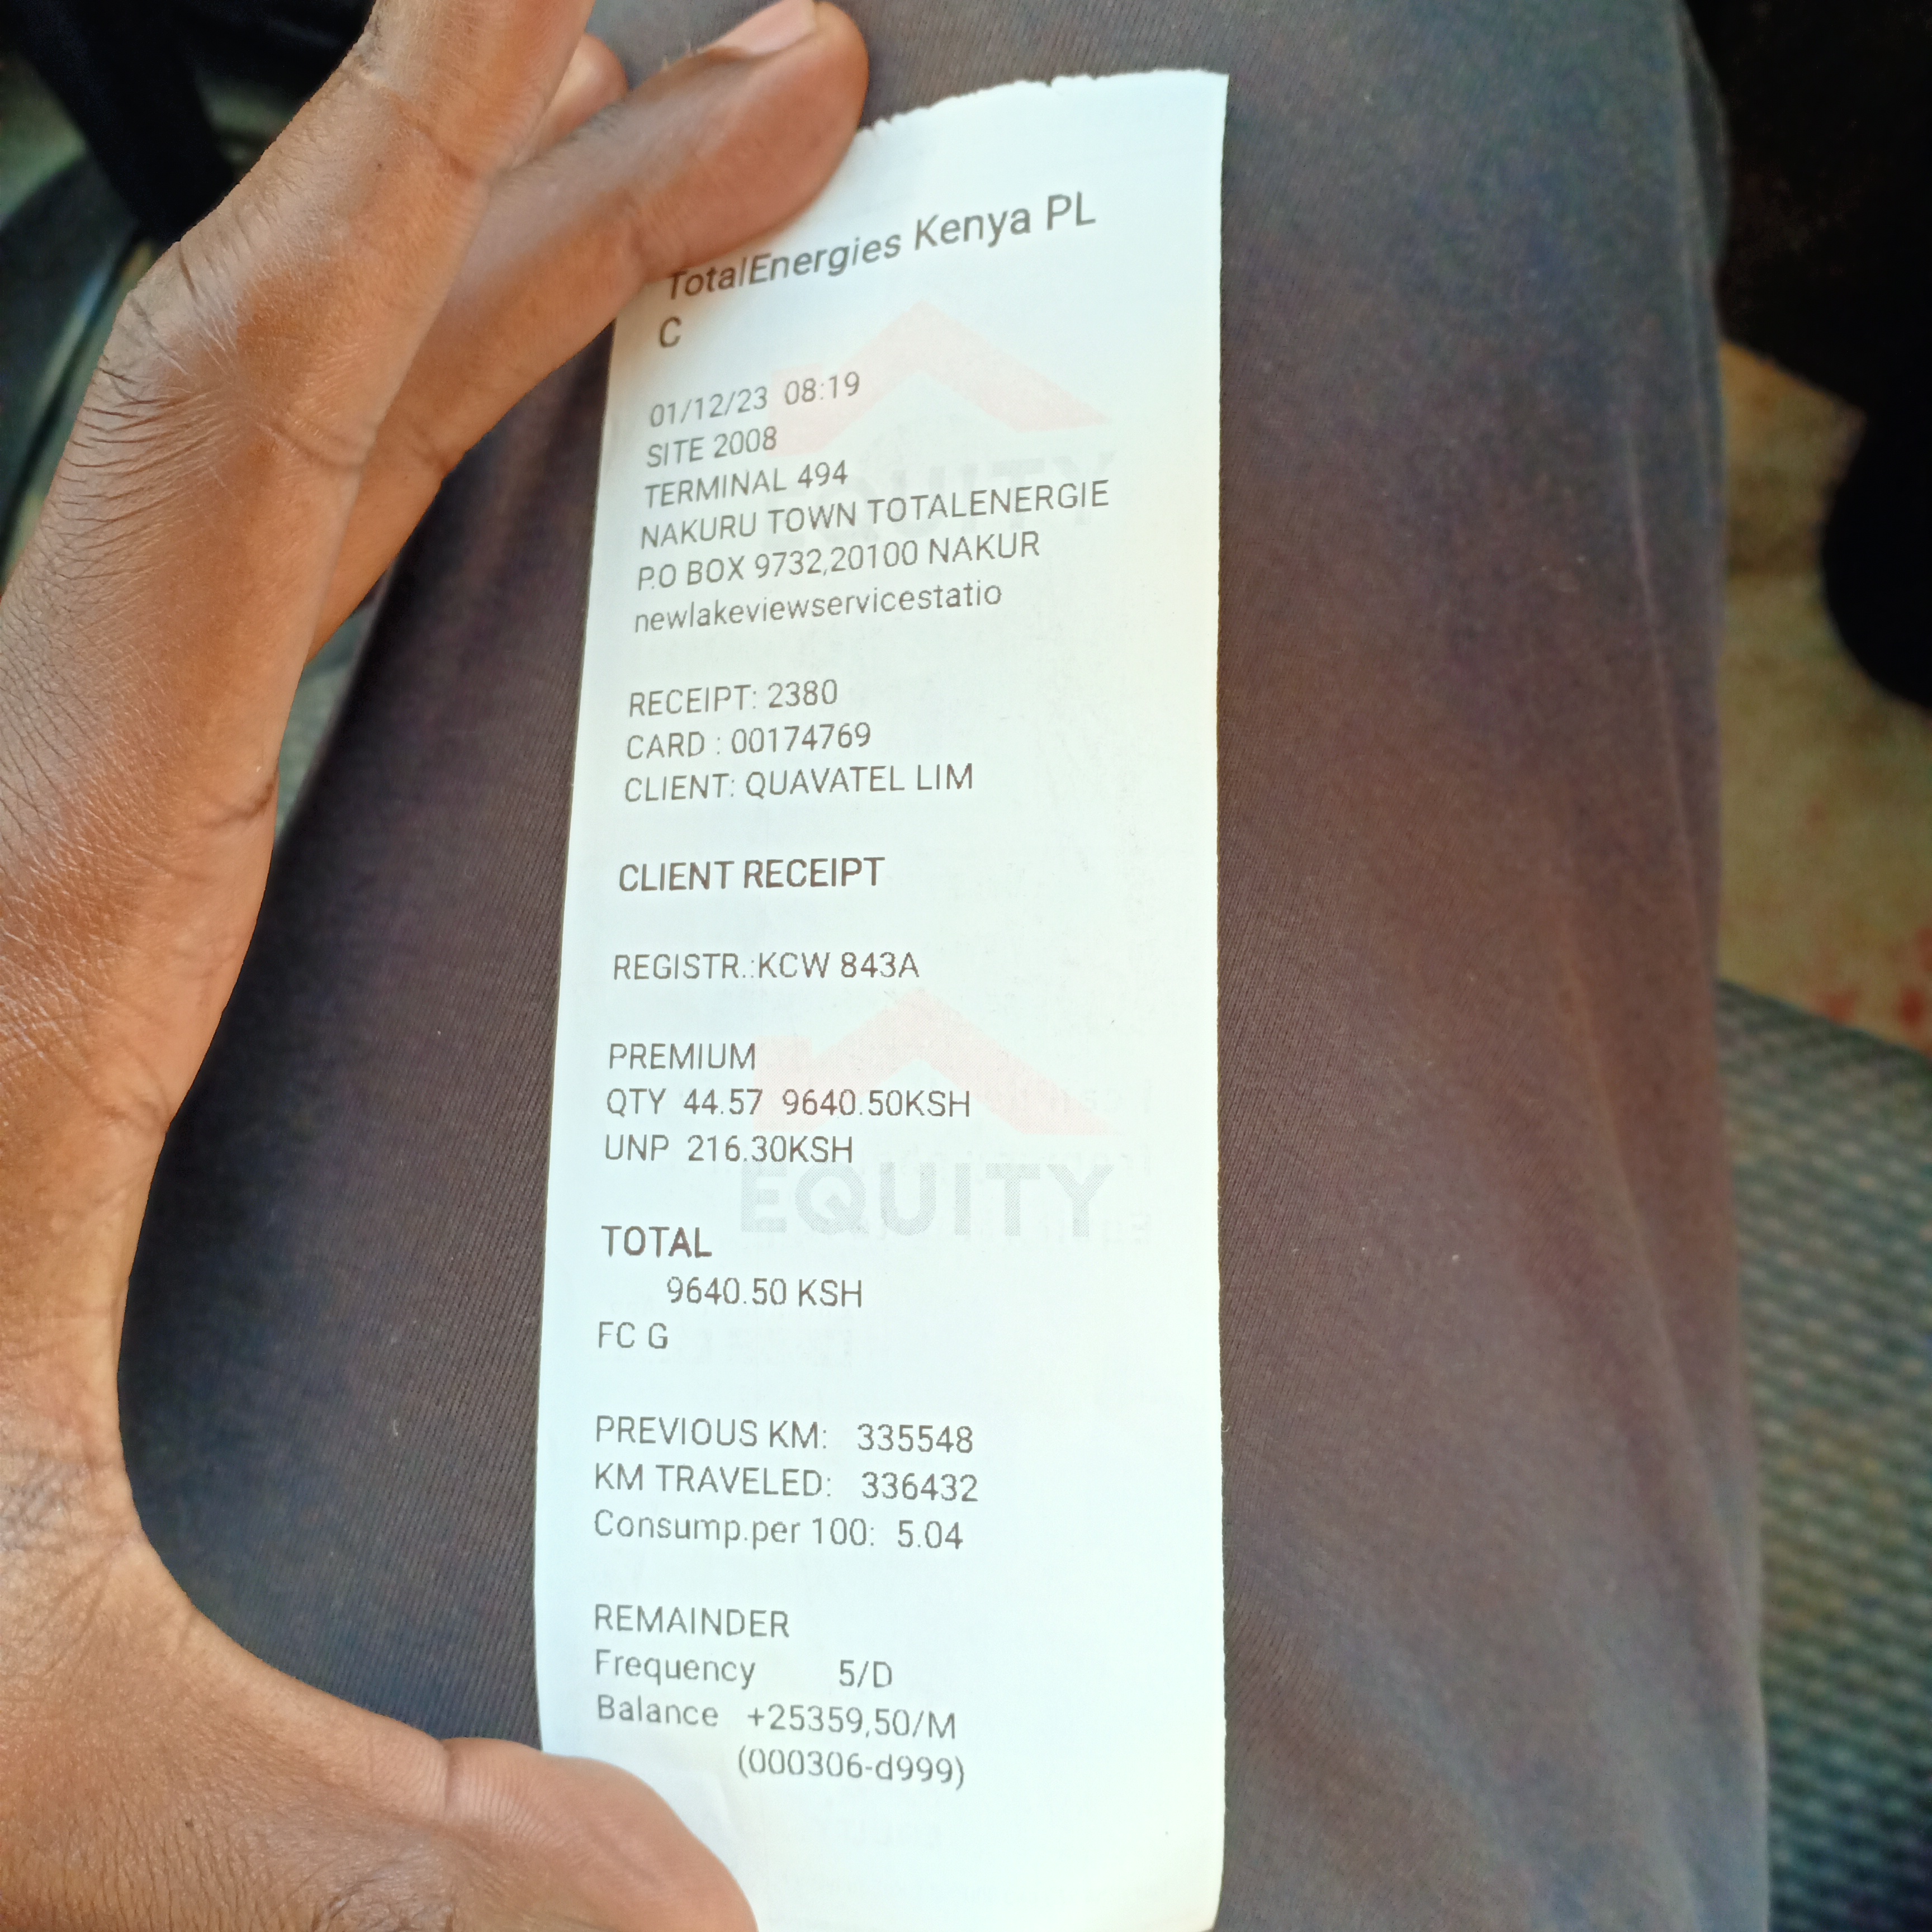 TotalEnergies Kenya PL
C
01/12/23 08:19
SITE 2008
TERMINAL 494
NAKURU TOWN TOTALENERGIE
P.O BOX 9732,20100 NAKUR
newlakeviewservicestatio
RECEIPT: 2380
CARD : 00174769
CLIENT: QUAVATEL LIM
CLIENT RECEIPT
REGISTR.:KCW 843A
PREMIUM
QTY 44.57 9640.50KSH
UNP 216.30KSH
EQUITY
TOTAL
9640.50 KSH
FC G
PREVIOUS KM: 335548
KM TRAVELED: 336432
Consump.per 100: 5.04
REMAINDER
Frequency 5/D
Balance +25359,50/M
(000306-d999)